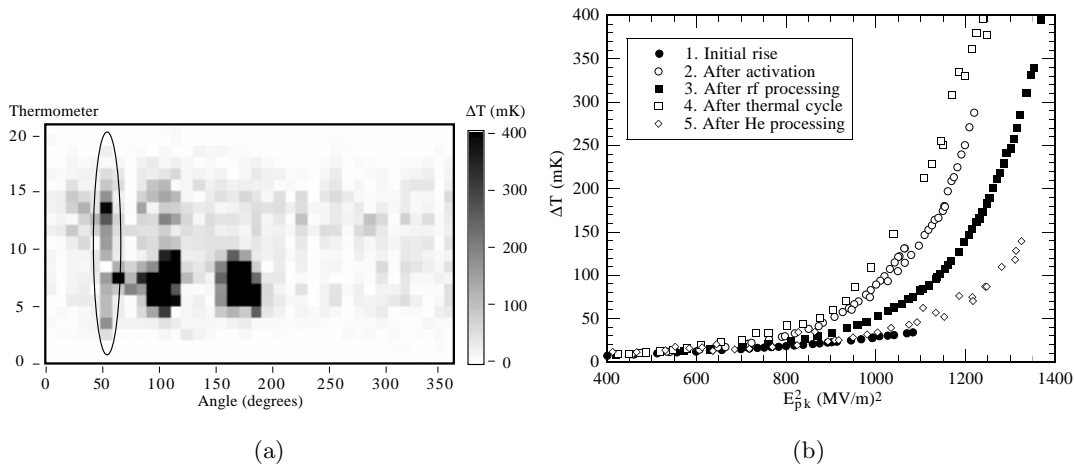 Thermometer
ΔT (mK)
20
15
10
5
0
400
300
200
100
0
0 50 100 150 200 250 300 350
Angle (degrees)
(a)
400
350
300
250
200
150
100
50
0
ΔT (mK)
1. Initial rise
2. After activation
3. After rf processing
4. After thermal cycle
5. After He processing
400 600 800 1000 1200 1400
E²pk (MV/m)²
(b)